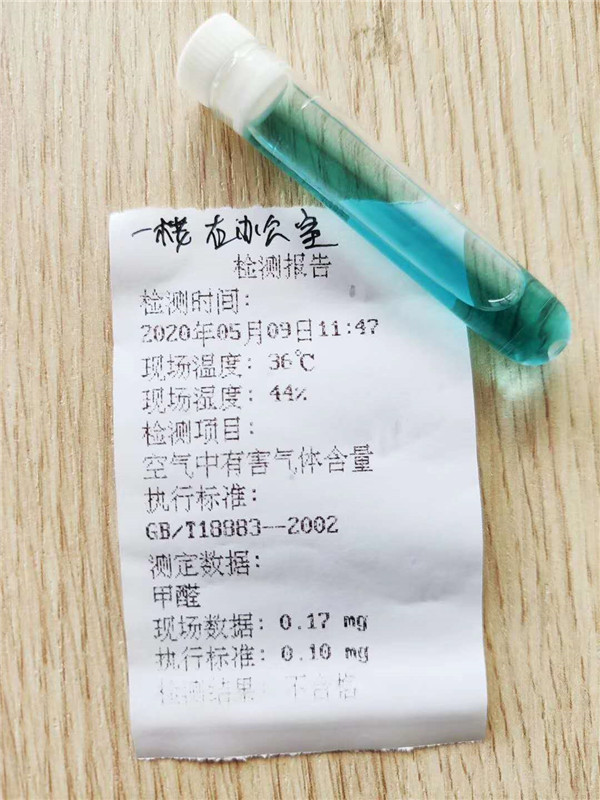 一楼 右办公室
检测报告
检测时间:
2020年05月09日11:47
现场温度: 36℃
现场湿度: 44%
检测项目:
空气中有害气体含量
执行标准:
GB/T18883--2002
测定数据:
甲醛
现场数据: 0.17 mg
执行标准: 0.10 mg
检测结果: 不合格